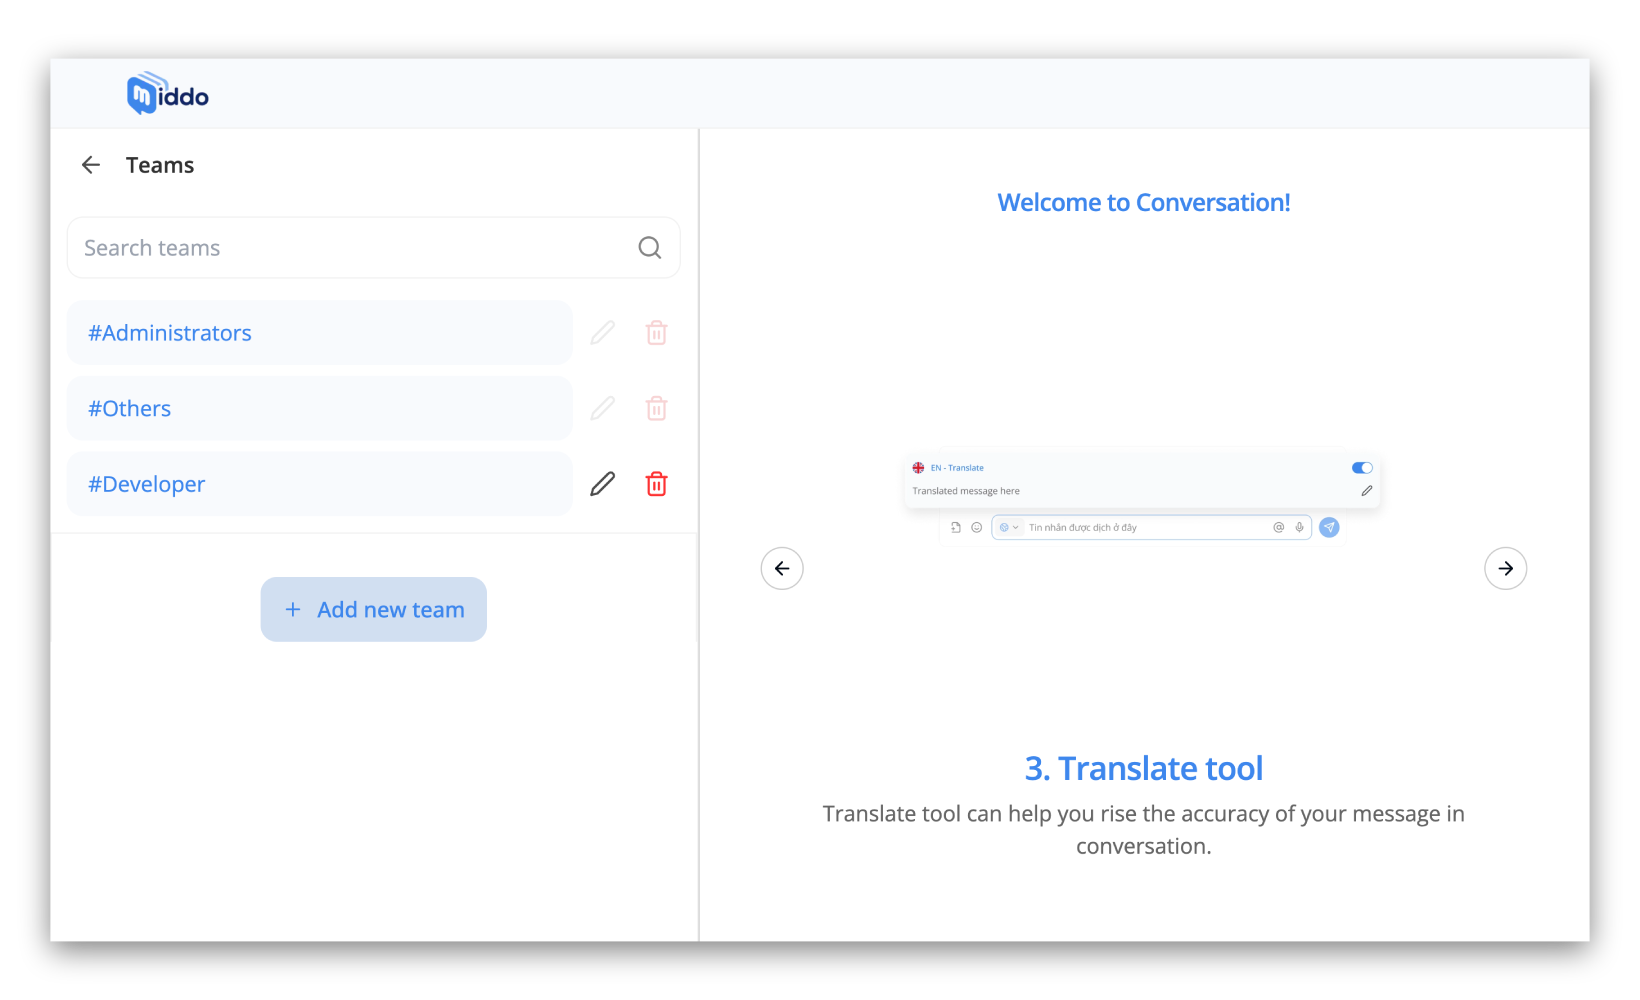 middo
Teams
Search teams
#Administrators
#Others
#Developer
+ Add new team
Welcome to Conversation!
EN - Translate
Translated message here
Tin nhắn được dịch ở đây
3. Translate tool
Translate tool can help you rise the accuracy of your message in
conversation.